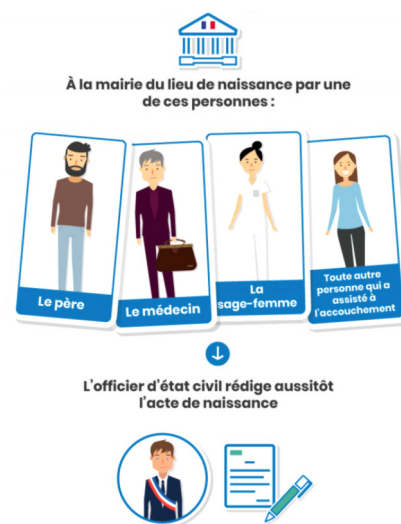 À la mairie du lieu de naissance par une
de ces personnes :
Le père
Le médecin
La
sage-femme
Toute autre
personne qui a
assisté à
l'accouchement
L'officier d'état civil rédige aussitôt
l'acte de naissance